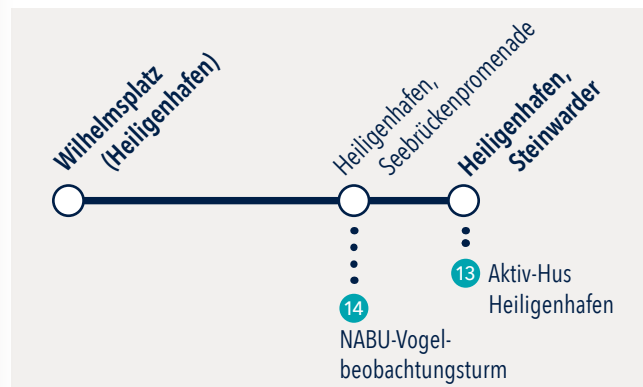 Wilhelmsplatz
(Heiligenhafen)
Heiligenhafen,
Seebrückenpromenade
Heiligenhafen,
Steinwarder
13 Aktiv-Hus
Heiligenhafen
14
NABU-Vogel-
beobachtungsturm